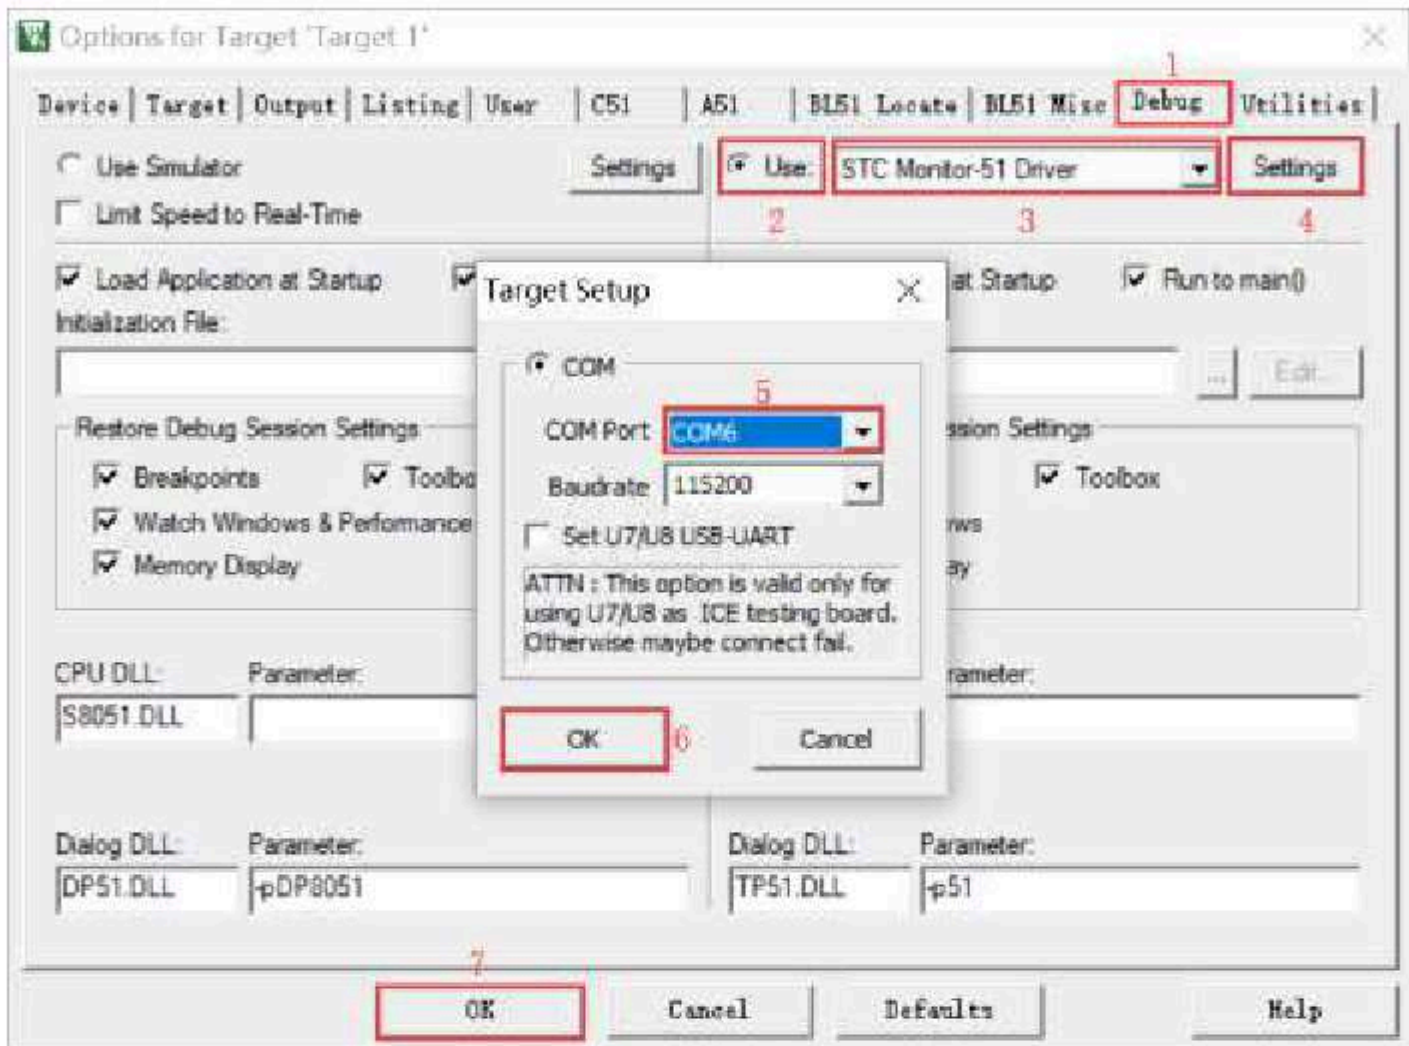 Options for Target 'Target 1'
1
Device Target Output Listing User C51 A51 BL51 Locate BL51 Misc Debug Utilities
Use Simulator Settings Use: STC Monitor-51 Driver Settings
Limit Speed to Real-Time 2 3 4
Load Application at Startup at Startup Run to main()
Initialization File:
... Edit...
Restore Debug Session Settings ssion Settings
Breakpoints Toolbo Toolbox
Watch Windows & Performance ows
Memory Display ay
Target Setup
COM
5
COM Port COM6
Baudrate 115200
Set U7/U8 USB-UART
ATTN : This option is valid only for
using U7/U8 as ICE testing board.
Otherwise maybe connect fail.
OK 6 Cancel
CPU DLL: Parameter: rameter:
S8051.DLL
Dialog DLL: Parameter: Dialog DLL: Parameter:
DP51.DLL -pDP8051 TP51.DLL -p51
7
OK Cancel Defaults Help